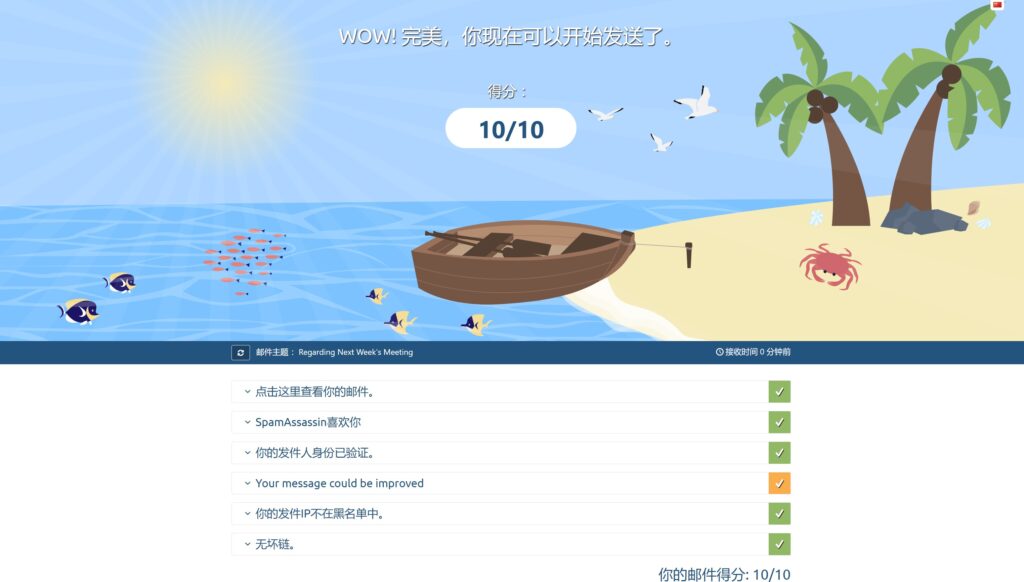 WOW! 完美，你现在可以开始发送了。
得分：
10/10
邮件主题： Regarding Next Week's Meeting
接收时间 0 分钟前
点击这里查看你的邮件。
SpamAssassin喜欢你
你的发件人身份已验证。
Your message could be improved
你的发件IP不在黑名单中。
无坏链。
你的邮件得分: 10/10